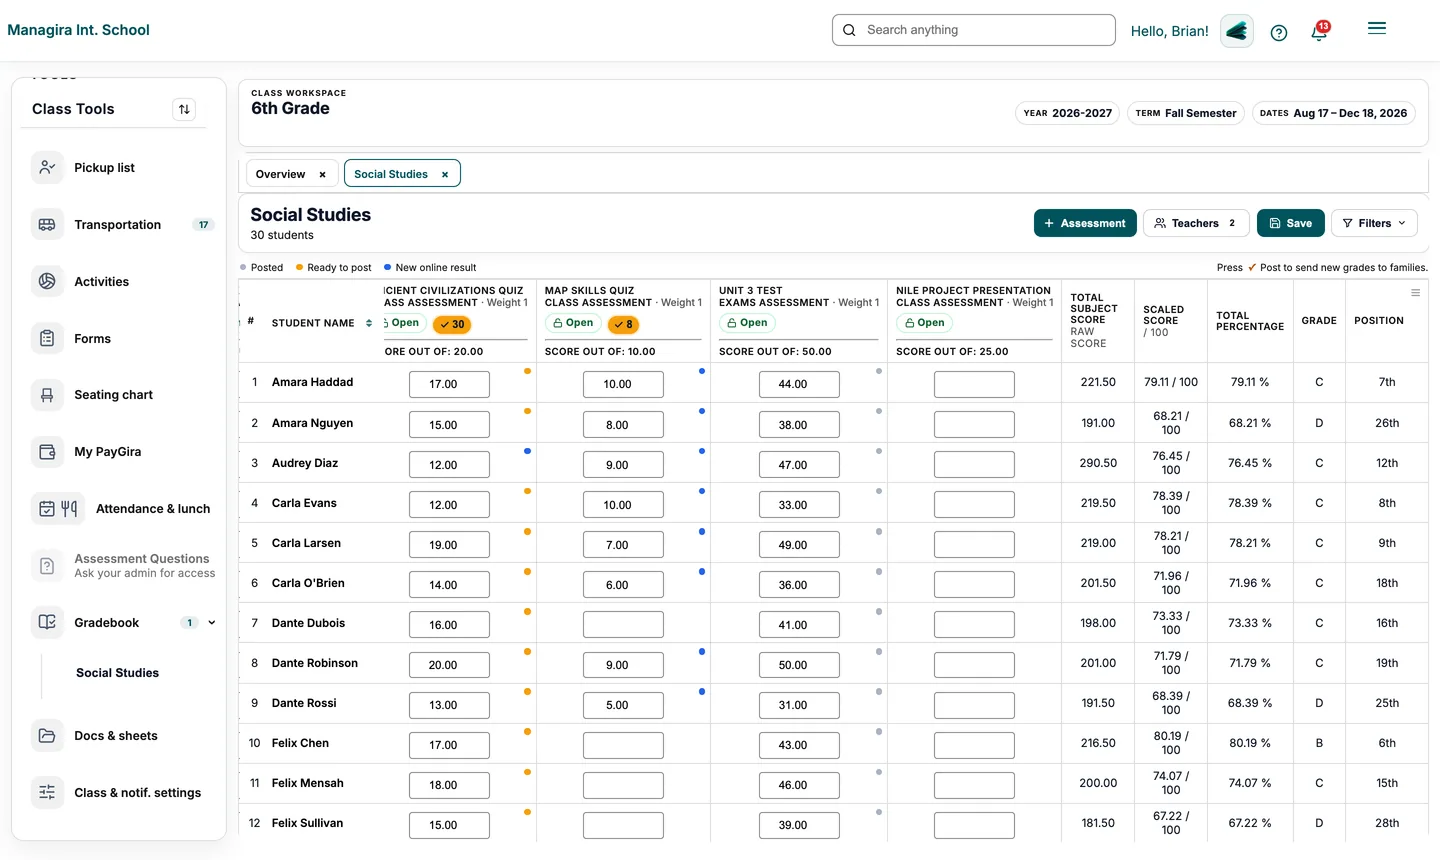 Managira Int. School
Search anything
Hello, Brian!
13
Class Tools
Pickup list
Transportation 17
Activities
Forms
Seating chart
My PayGira
Attendance & lunch
Assessment Questions
Ask your admin for access
Gradebook 1
Social Studies
Docs & sheets
Class & notif. settings
CLASS WORKSPACE
6th Grade
YEAR 2026-2027
TERM Fall Semester
DATES Aug 17 – Dec 18, 2026
Overview ×
Social Studies ×
Social Studies
30 students
+ Assessment
Teachers 2
Save
Filters
Posted Ready to post New online result
Press ✓ Post to send new grades to families.
# STUDENT NAME
ICIENT CIVILIZATIONS QUIZ
ASS ASSESSMENT · Weight 1
Open ✓ 30
ORE OUT OF: 20.00
MAP SKILLS QUIZ
CLASS ASSESSMENT · Weight 1
Open ✓ 8
SCORE OUT OF: 10.00
UNIT 3 TEST
EXAMS ASSESSMENT · Weight 1
Open
SCORE OUT OF: 50.00
NILE PROJECT PRESENTATION
CLASS ASSESSMENT · Weight 1
Open
SCORE OUT OF: 25.00
TOTAL
SUBJECT
SCORE
RAW
SCORE
SCALED
SCORE
/ 100
TOTAL
PERCENTAGE
GRADE
POSITION
1 Amara Haddad 17.00 10.00 44.00 221.50 79.11 / 100 79.11 % C 7th
2 Amara Nguyen 15.00 8.00 38.00 191.00 68.21 / 100 68.21 % D 26th
3 Audrey Diaz 12.00 9.00 47.00 290.50 76.45 / 100 76.45 % C 12th
4 Carla Evans 12.00 10.00 33.00 219.50 78.39 / 100 78.39 % C 8th
5 Carla Larsen 19.00 7.00 49.00 219.00 78.21 / 100 78.21 % C 9th
6 Carla O'Brien 14.00 6.00 36.00 201.50 71.96 / 100 71.96 % C 18th
7 Dante Dubois 16.00 41.00 198.00 73.33 / 100 73.33 % C 16th
8 Dante Robinson 20.00 9.00 50.00 201.00 71.79 / 100 71.79 % C 19th
9 Dante Rossi 13.00 5.00 31.00 191.50 68.39 / 100 68.39 % D 25th
10 Felix Chen 17.00 43.00 216.50 80.19 / 100 80.19 % B 6th
11 Felix Mensah 18.00 46.00 200.00 74.07 / 100 74.07 % C 15th
12 Felix Sullivan 15.00 39.00 181.50 67.22 / 100 67.22 % D 28th